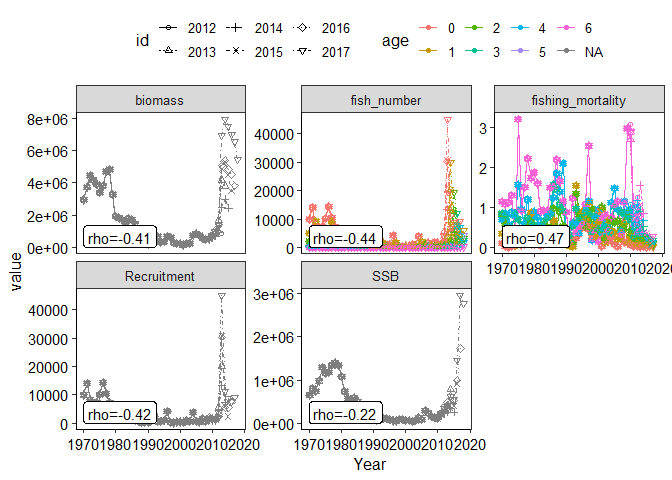 id 2012 2014 2016 age 0 2 4 6
2013 2015 2017 1 3 5 NA
biomass fish_number fishing_mortality
8e+06 40000 3
6e+06 30000 2
4e+06 20000
2e+06 10000 1
0e+00 0 0
rho=-0.41 rho=-0.44 rho=0.47
1970 1980 1990 2000 2010 2020
value
Recruitment SSB
40000 3e+06
30000 2e+06
20000
10000 1e+06
0 0e+00
rho=-0.42 rho=-0.22
1970 1980 1990 2000 2010 2020 1970 1980 1990 2000 2010 2020
Year